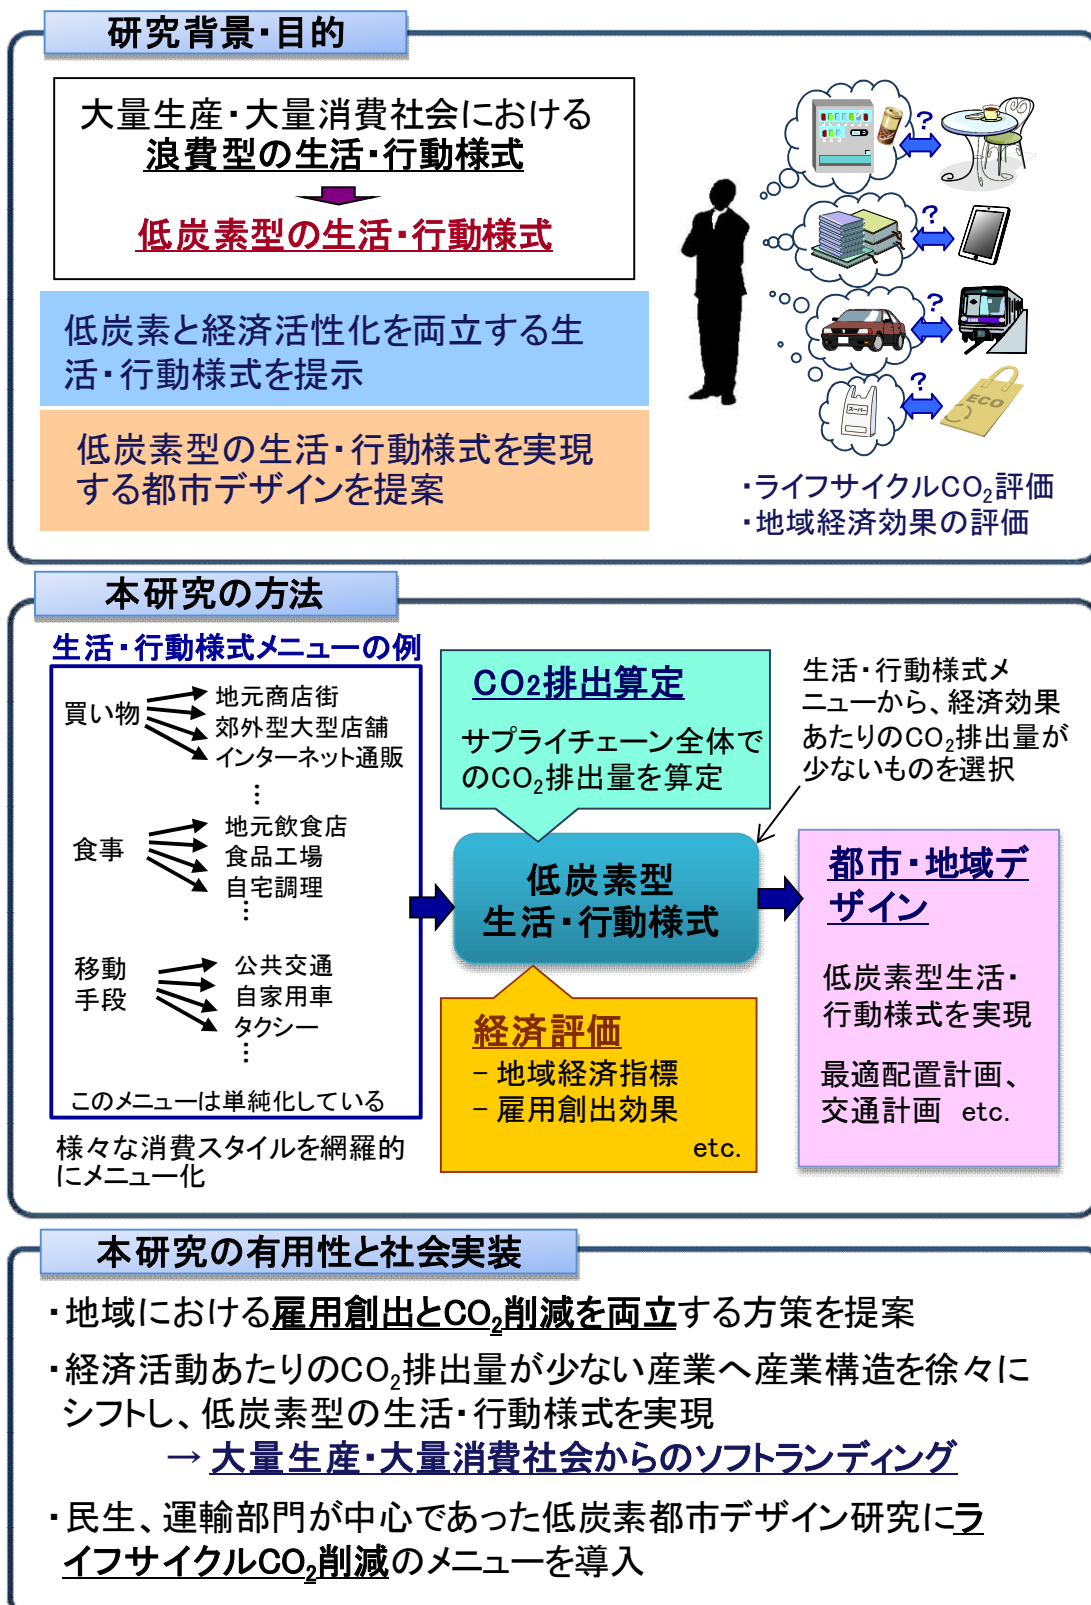 研究背景・目的
大量生産・大量消費社会における
浪費型の生活・行動様式
低炭素型の生活・行動様式
低炭素と経済活性化を両立する生
活・行動様式を提示
低炭素型の生活・行動様式を実現
する都市デザインを提案
?
?
?
?
スーパー
ECO
・ライフサイクルCO₂評価
・地域経済効果の評価
本研究の方法
生活・行動様式メニューの例
買い物
地元商店街
郊外型大型店舗
インターネット通販
…
食事
地元飲食店
食品工場
自宅調理
…
移動
手段
公共交通
自家用車
タクシー
…
このメニューは単純化している
様々な消費スタイルを網羅的
にメニュー化
CO₂排出算定
サプライチェーン全体で
のCO₂排出量を算定
低炭素型
生活・行動様式
経済評価
– 地域経済指標
– 雇用創出効果
etc.
生活・行動様式メ
ニューから、経済効果
あたりのCO₂排出量が
少ないものを選択
都市・地域デ
ザイン
低炭素型生活・
行動様式を実現
最適配置計画、
交通計画 etc.
本研究の有用性と社会実装
・地域における雇用創出とCO₂削減を両立する方策を提案
・経済活動あたりのCO₂排出量が少ない産業へ産業構造を徐々に
シフトし、低炭素型の生活・行動様式を実現
→ 大量生産・大量消費社会からのソフトランディング
・民生、運輸部門が中心であった低炭素都市デザイン研究にラ
イフサイクルCO₂削減のメニューを導入